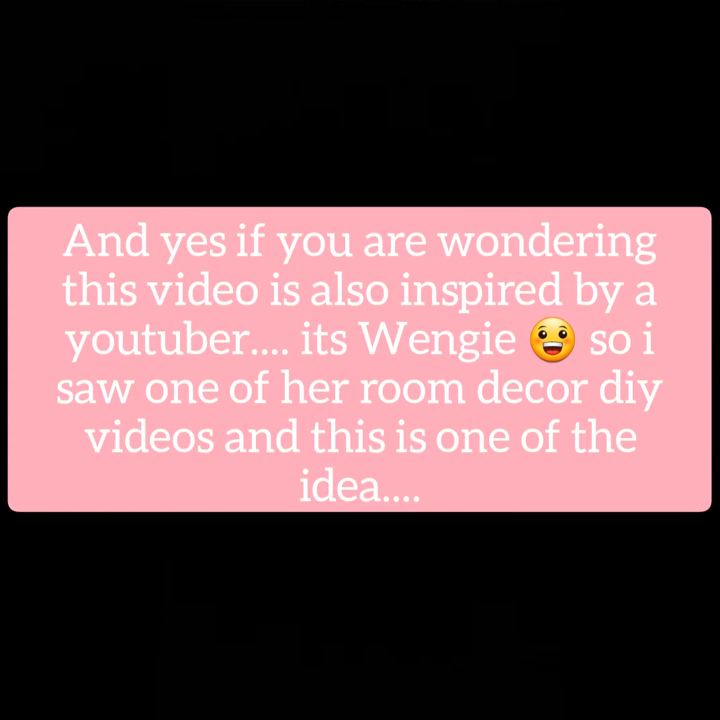 And yes if you are wondering
this video is also inspired by a
youtuber.... its Wengie 😀 so i
saw one of her room decor diy
videos and this is one of the
idea....